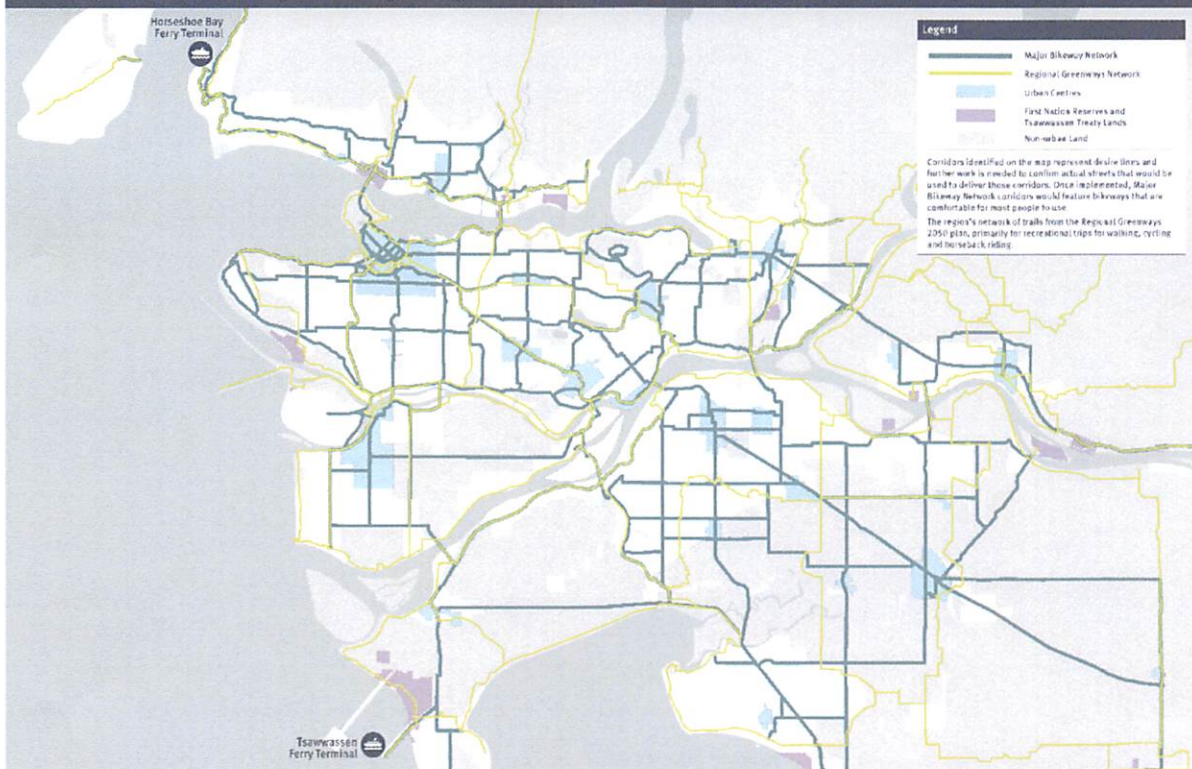 Horseshoe Bay
Ferry Terminal
Legend
Major Bikeway Network
Regional Greenways Network
Urban Centres
First Nation Reserves and
Tsawwassen Treaty Lands
Non-urban Land
Corridors identified on the map represent desire lines and
further work is needed to confirm actual streets that would be
used to deliver those corridors. Once implemented, Major
Bikeway Network corridors would feature bikeways that are
comfortable for most people to use.
The region's network of trails from the Regional Greenways
2050 plan, primarily for recreational trips for walking, cycling
and horseback riding.
Tsawwassen
Ferry Terminal